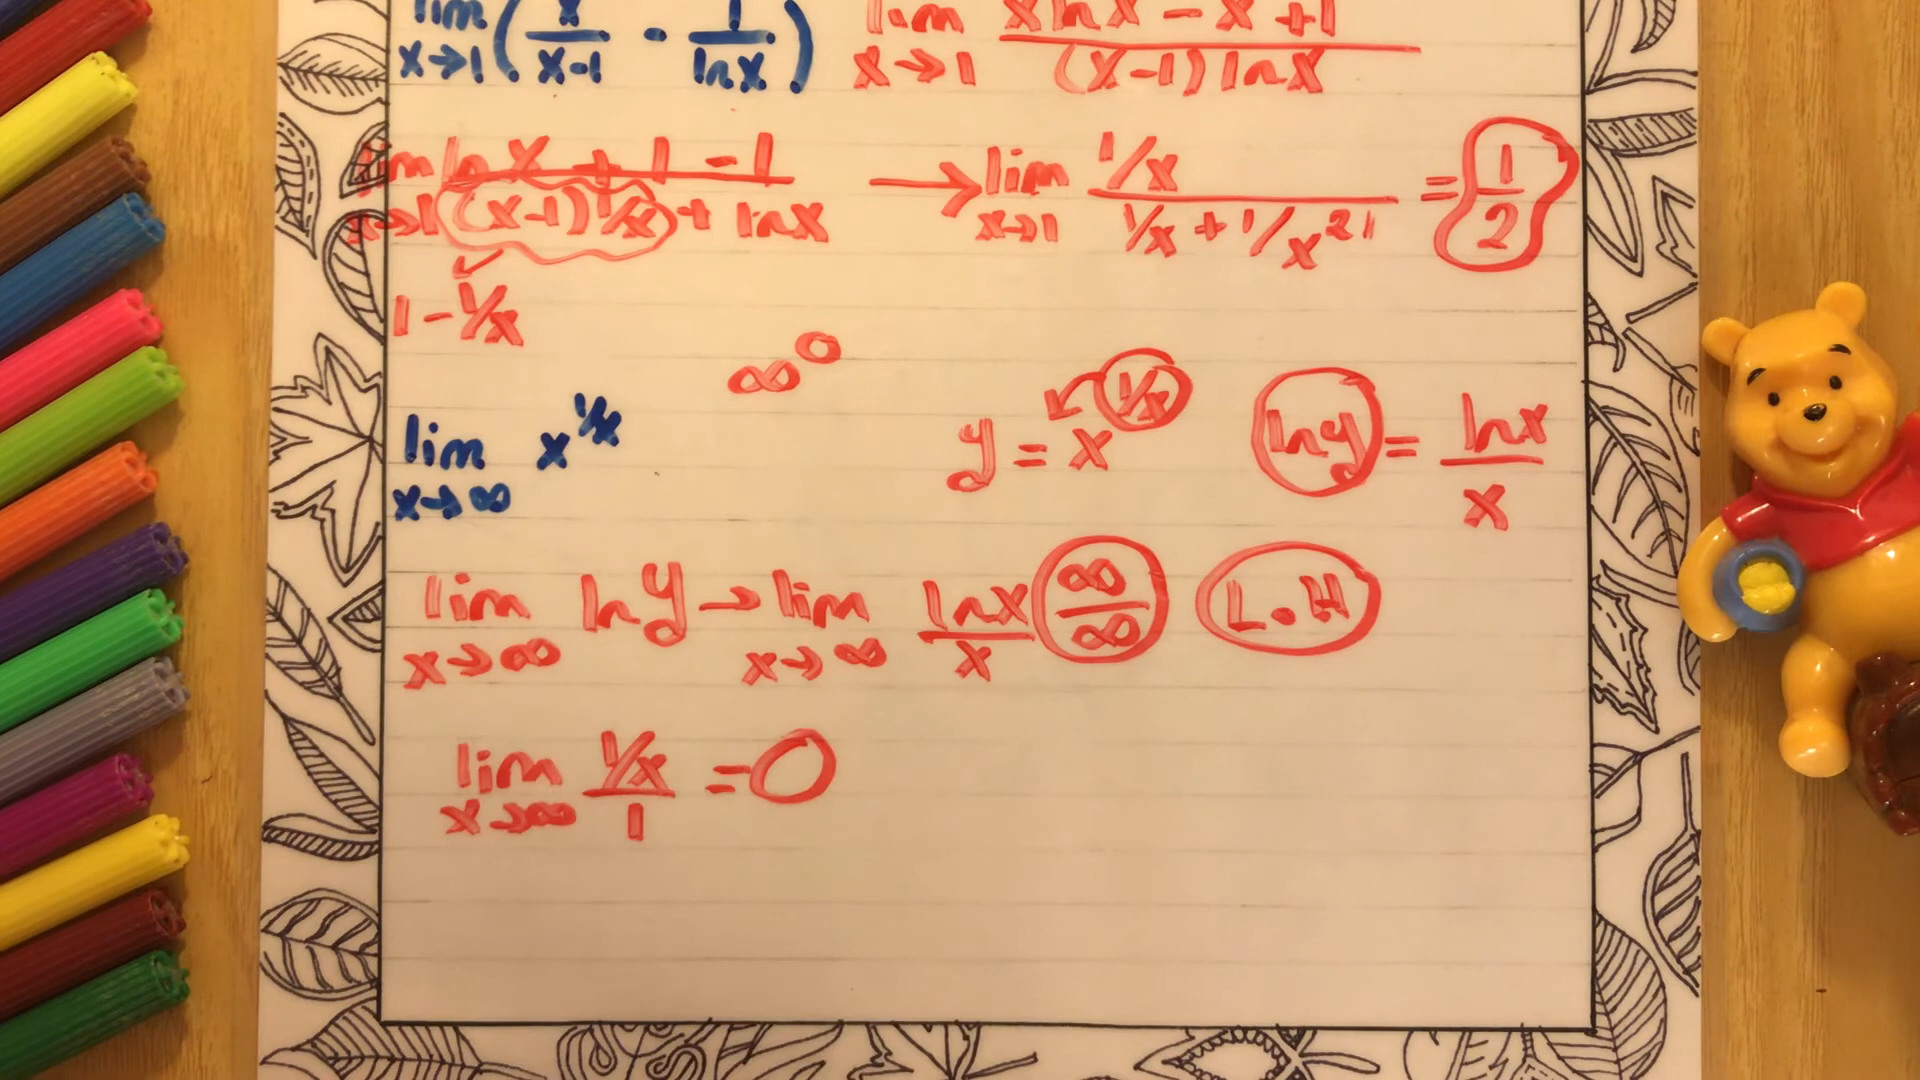 lim x→1 (x/x-1 - 1/lnx) lim x→1 xlnx - x + 1/(x-1) lnx
lim x→1 lnx + 1 - 1/(x-1) 1/x + lnx → lim x→1 1/x/1/x + 1/x² = 1/2
1 - 1/x
∞⁰
lim x→∞ x^1/x y = x^1/x lny = lnx/x
lim x→∞ lny → lim x→∞ lnx/x ∞/∞ L.H
lim x→∞ 1/x/1 = 0